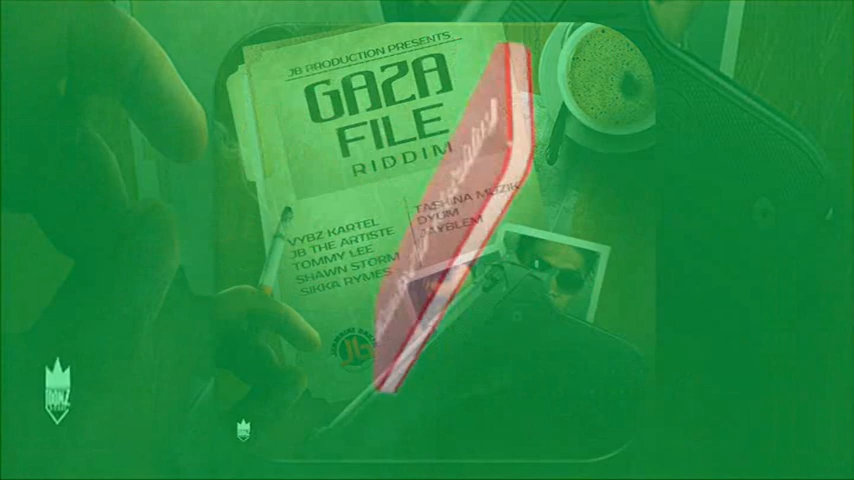 JB PRODUCTION PRESENTS
GAZA
FILE
RIDDIM
VYBZ KARTEL
JB THE ARTISTE
TOMMY LEE
SHAWN STORM
SIKKA RYMES
TASHINA MUZIK
DYUM
JAYBLEM
Jb